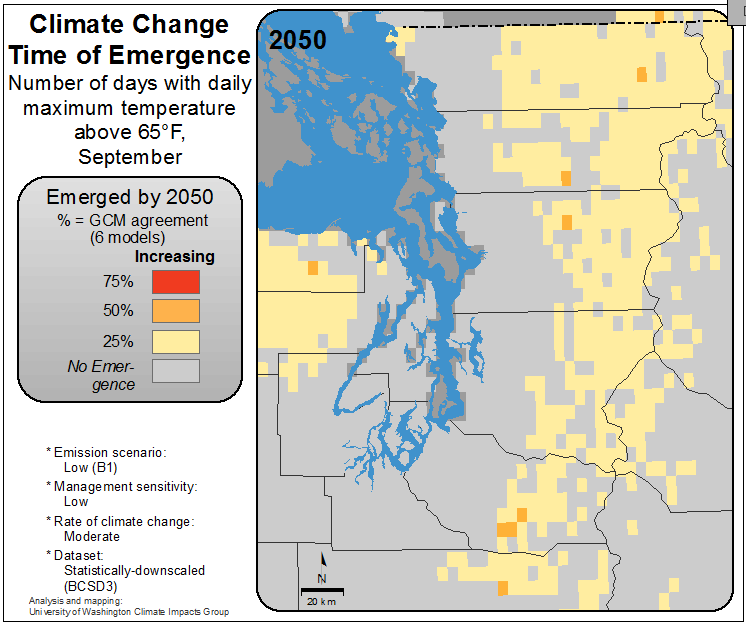 Climate Change
Time of Emergence
Number of days with daily
maximum temperature
above 65°F,
September
2050
Emerged by 2050
% = GCM agreement
(6 models)
Increasing
75%
50%
25%
No Emer-
gence
* Emission scenario:
Low (B1)
* Management sensitivity:
Low
* Rate of climate change:
Moderate
* Dataset:
Statistically-downscaled
(BCSD3)
Analysis and mapping:
University of Washington Climate Impacts Group
N
20 km